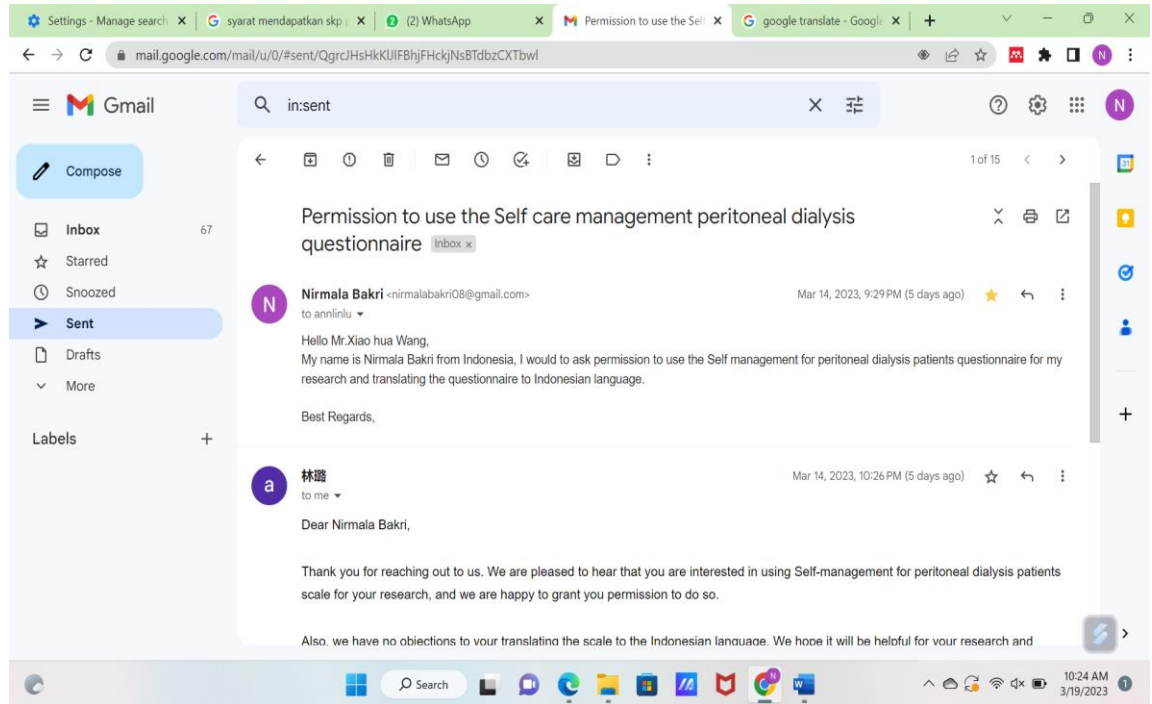 Settings - Manage search
syarat mendapatkan skp
(2) WhatsApp
Permission to use the Self
google translate - Google
mail.google.com/mail/u/0/#sent/QgrcJHsHkKUlFBhjFHckjNsBTdbzCXTbwl
N
Gmail
in:sent
N
Compose
1 of 15
31
Inbox 67
Starred
Snoozed
Sent
Drafts
More
Labels
Permission to use the Self care management peritoneal dialysis
questionnaire Inbox x
N
Nirmala Bakri <nirmalabakri08@gmail.com> Mar 14, 2023, 9:29 PM (5 days ago)
to annlinlu
Hello Mr.Xiao hua Wang,
My name is Nirmala Bakri from Indonesia, I would to ask permission to use the Self management for peritoneal dialysis patients questionnaire for my
research and translating the questionnaire to Indonesian language.
Best Regards,
a
林璐 Mar 14, 2023, 10:26 PM (5 days ago)
to me
Dear Nirmala Bakri,
Thank you for reaching out to us. We are pleased to hear that you are interested in using Self-management for peritoneal dialysis patients
scale for your research, and we are happy to grant you permission to do so.
Also, we have no objections to your translating the scale to the Indonesian language. We hope it will be helpful for your research and
Search
10:24 AM
3/19/2023
1